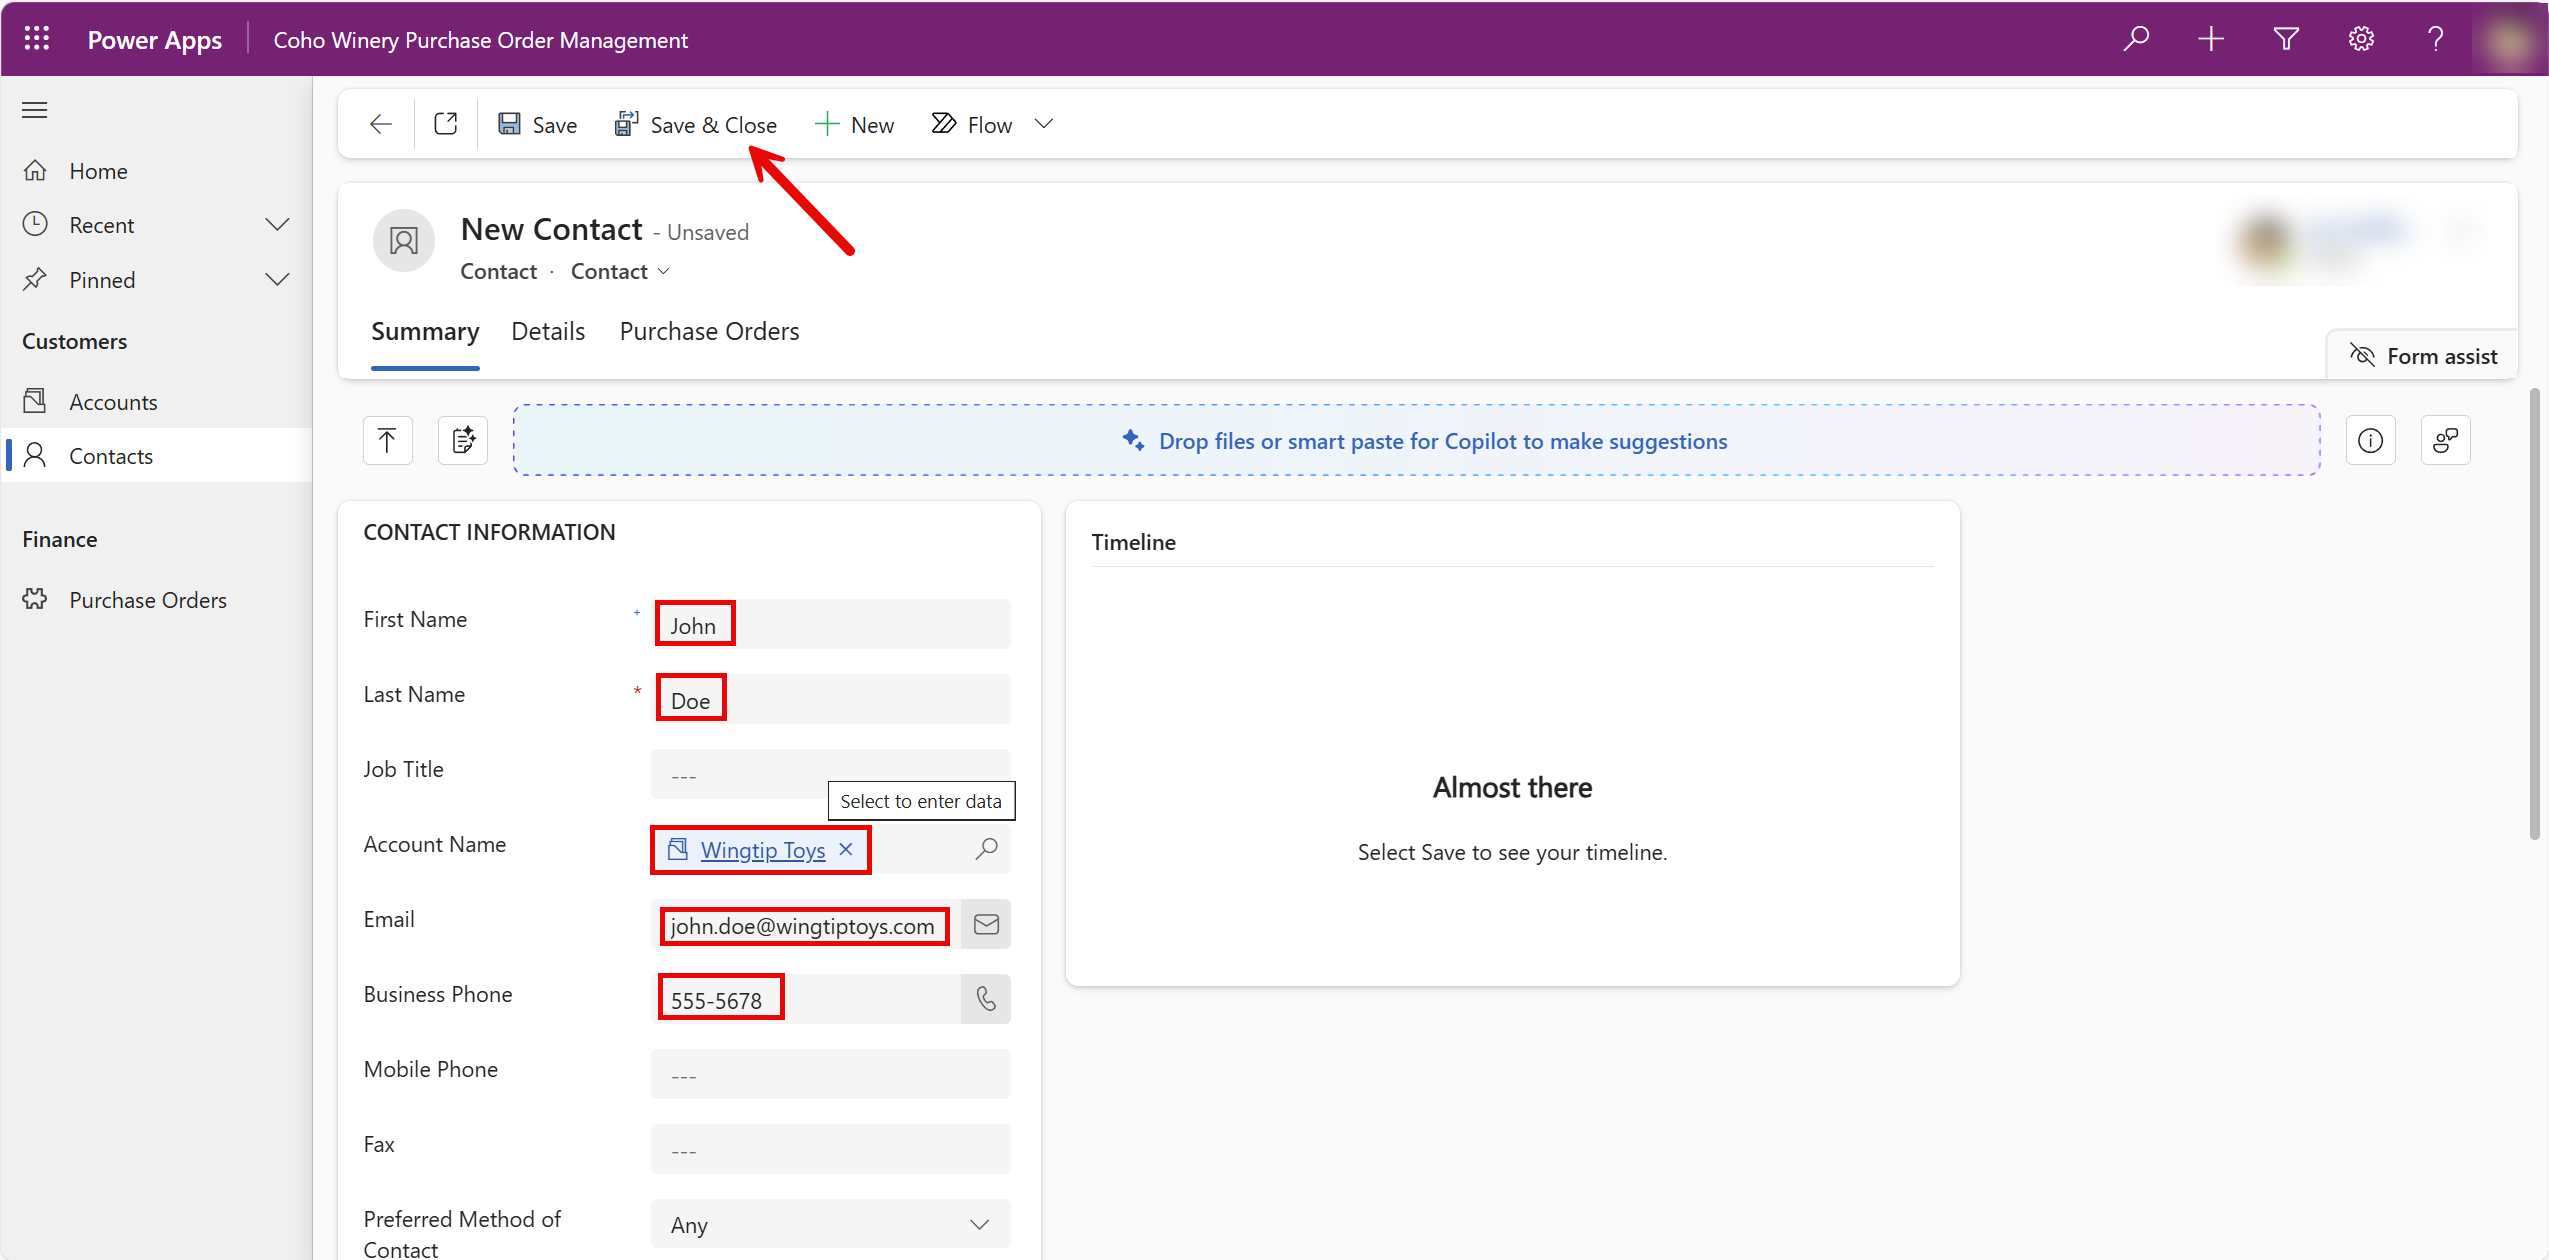 Power Apps
Coho Winery Purchase Order Management
Save
Save & Close
New
Flow
Home
Recent
Pinned
Customers
Accounts
Contacts
Finance
Purchase Orders
New Contact - Unsaved
Contact · Contact
Summary
Details
Purchase Orders
Form assist
Drop files or smart paste for Copilot to make suggestions
CONTACT INFORMATION
First Name + John
Last Name * Doe
Job Title ---
Select to enter data
Account Name Wingtip Toys
Email john.doe@wingtiptoys.com
Business Phone 555-5678
Mobile Phone ---
Fax ---
Preferred Method of
Contact
Any
Timeline
Almost there
Select Save to see your timeline.